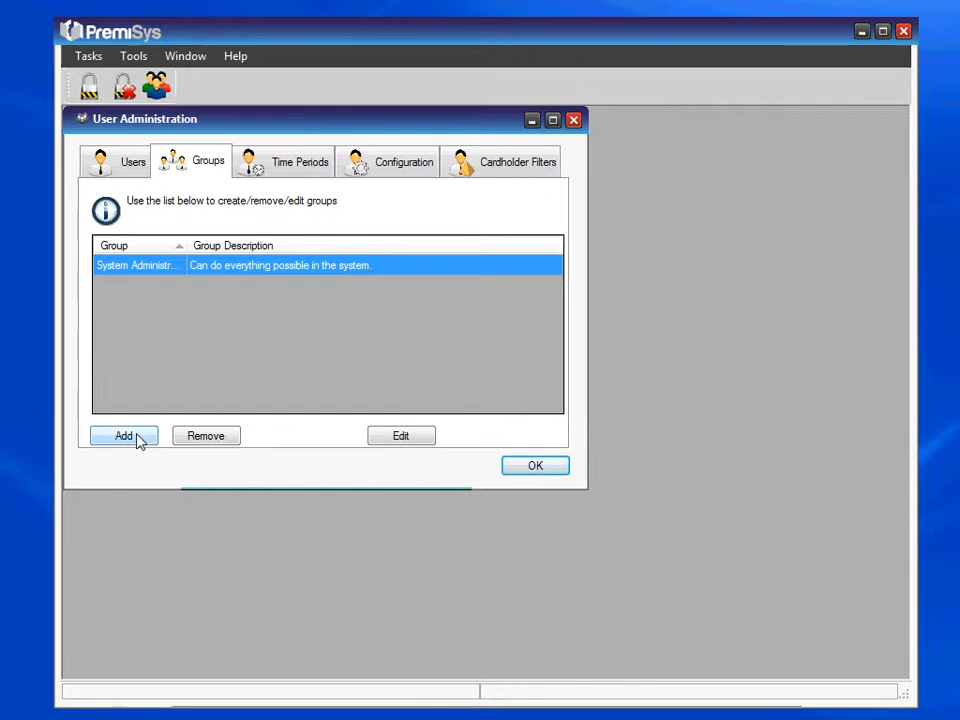 PremiSys
Tasks Tools Window Help
User Administration
Users Groups Time Periods Configuration Cardholder Filters
Use the list below to create/remove/edit groups
Group Group Description
System Administr... Can do everything possible in the system.
Add Remove Edit
OK